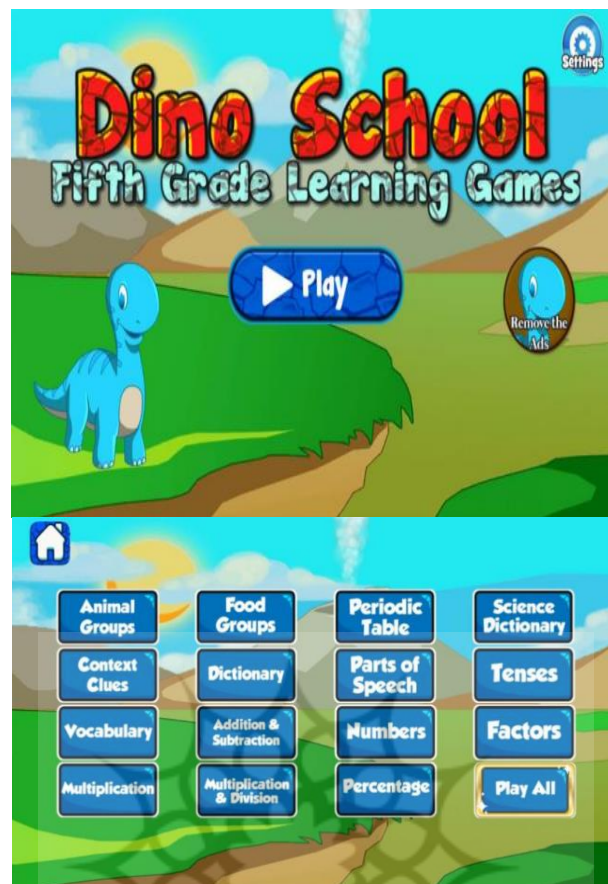 Settings
Dino School
Fifth Grade Learning Games
Play
Remove the
Ads
Animal
Groups
Food
Groups
Periodic
Table
Science
Dictionary
Context
Clues
Dictionary
Parts of
Speech
Tenses
Vocabulary
Addition &
Subtraction
Numbers
Factors
Multiplication
Multiplication
& Division
Percentage
Play All